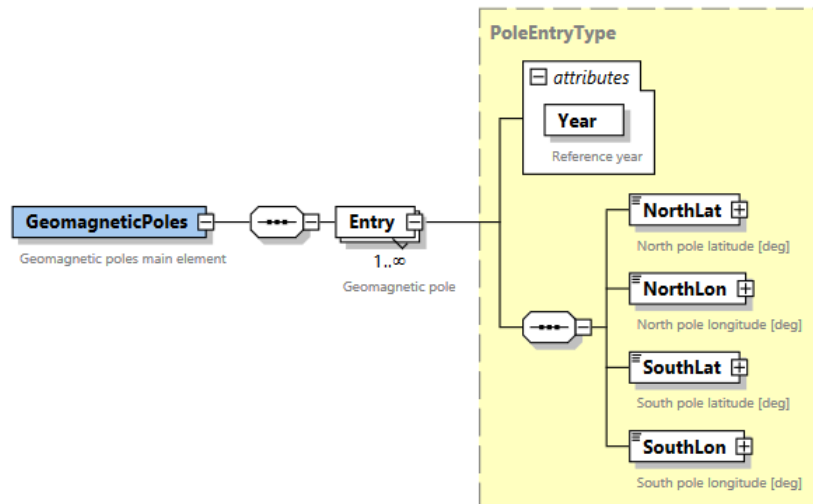 PoleEntryType
attributes
Year
Reference year
GeomagneticPoles
Geomagnetic poles main element
Entry
1..∞
Geomagnetic pole
NorthLat
North pole latitude [deg]
NorthLon
North pole longitude [deg]
SouthLat
South pole latitude [deg]
SouthLon
South pole longitude [deg]